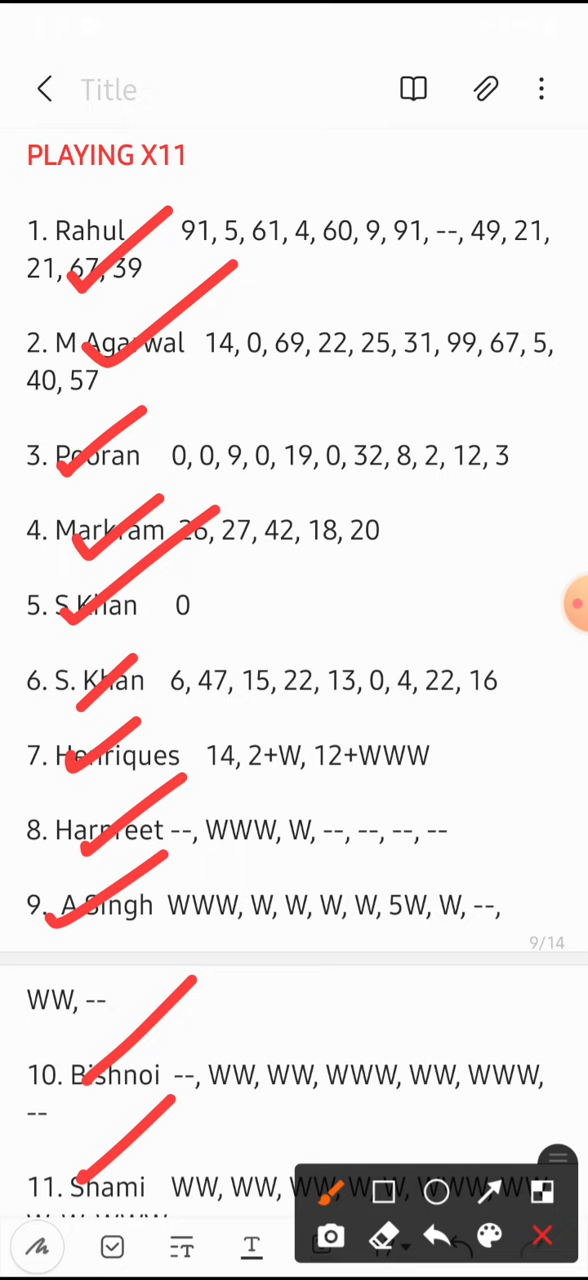 Title
PLAYING X11
1. Rahul 91, 5, 61, 4, 60, 9, 91, --, 49, 21,
21, 67, 39
2. M Agarwal 14, 0, 69, 22, 25, 31, 99, 67, 5,
40, 57
3. Pooran 0, 0, 9, 0, 19, 0, 32, 8, 2, 12, 3
4. Markram 26, 27, 42, 18, 20
5. S Khan 0
6. S. Khan 6, 47, 15, 22, 13, 0, 4, 22, 16
7. Henriques 14, 2+W, 12+WWW
8. Harpreet --, WWW, W, --, --, --, --
9. A Singh WWW, W, W, W, W, 5W, W, --,
9/14
WW, --
10. Bishnoi --, WW, WW, WWW, WW, WWW,
--
11. Shami WW, WW, WW, W, W, WWW, WW,